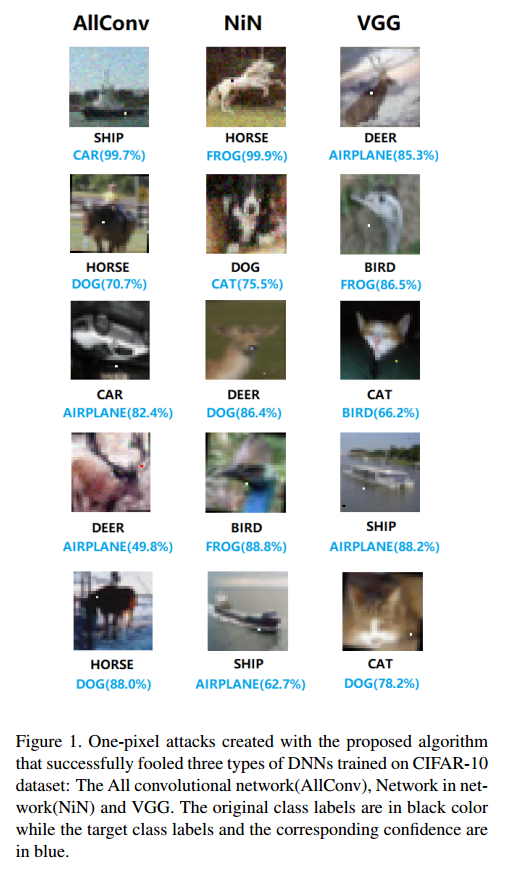 AllConv NiN VGG
SHIP HORSE DEER
CAR(99.7%) FROG(99.9%) AIRPLANE(85.3%)
HORSE DOG BIRD
DOG(70.7%) CAT(75.5%) FROG(86.5%)
CAR DEER CAT
AIRPLANE(82.4%) DOG(86.4%) BIRD(66.2%)
DEER BIRD SHIP
AIRPLANE(49.8%) FROG(88.8%) AIRPLANE(88.2%)
HORSE SHIP CAT
DOG(88.0%) AIRPLANE(62.7%) DOG(78.2%)
Figure 1. One-pixel attacks created with the proposed algorithm
that successfully fooled three types of DNNs trained on CIFAR-10
dataset: The All convolutional network(AllConv), Network in net-
work(NiN) and VGG. The original class labels are in black color
while the target class labels and the corresponding confidence are
in blue.